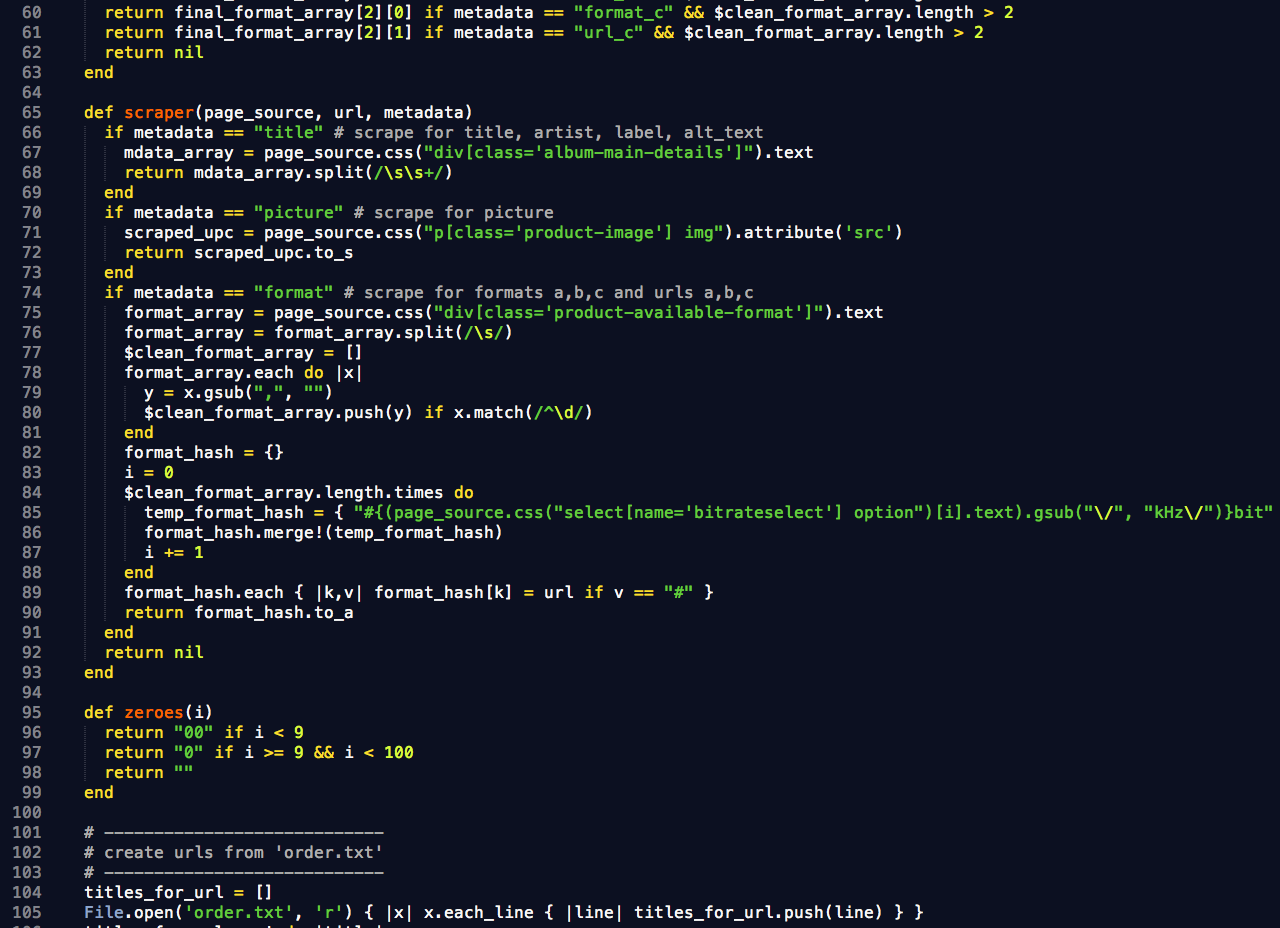 60 return final_format_array[2][0] if metadata == "format_c" && $clean_format_array.length > 2
61 return final_format_array[2][1] if metadata == "url_c" && $clean_format_array.length > 2
62 return nil
63 end
64
65 def scraper(page_source, url, metadata)
66 if metadata == "title" # scrape for title, artist, label, alt_text
67 mdata_array = page_source.css("div[class='album-main-details']").text
68 return mdata_array.split(/\s\s+/)
69 end
70 if metadata == "picture" # scrape for picture
71 scraped_upc = page_source.css("p[class='product-image'] img").attribute('src')
72 return scraped_upc.to_s
73 end
74 if metadata == "format" # scrape for formats a,b,c and urls a,b,c
75 format_array = page_source.css("div[class='product-available-format']").text
76 format_array = format_array.split(/\s/)
77 $clean_format_array = []
78 format_array.each do |x|
79 y = x.gsub(",", "")
80 $clean_format_array.push(y) if x.match(/^\d/)
81 end
82 format_hash = {}
83 i = 0
84 $clean_format_array.length.times do
85 temp_format_hash = { "#{(page_source.css("select[name='bitrateselect'] option")[i].text).gsub("\/", "kHz\/")}bit"
86 format_hash.merge!(temp_format_hash)
87 i += 1
88 end
89 format_hash.each { |k,v| format_hash[k] = url if v == "#" }
90 return format_hash.to_a
91 end
92 return nil
93 end
94
95 def zeroes(i)
96 return "00" if i < 9
97 return "0" if i >= 9 && i < 100
98 return ""
99 end
100
101 # ----------------------------
102 # create urls from 'order.txt'
103 # ----------------------------
104 titles_for_url = []
105 File.open('order.txt', 'r') { |x| x.each_line { |line| titles_for_url.push(line) } }